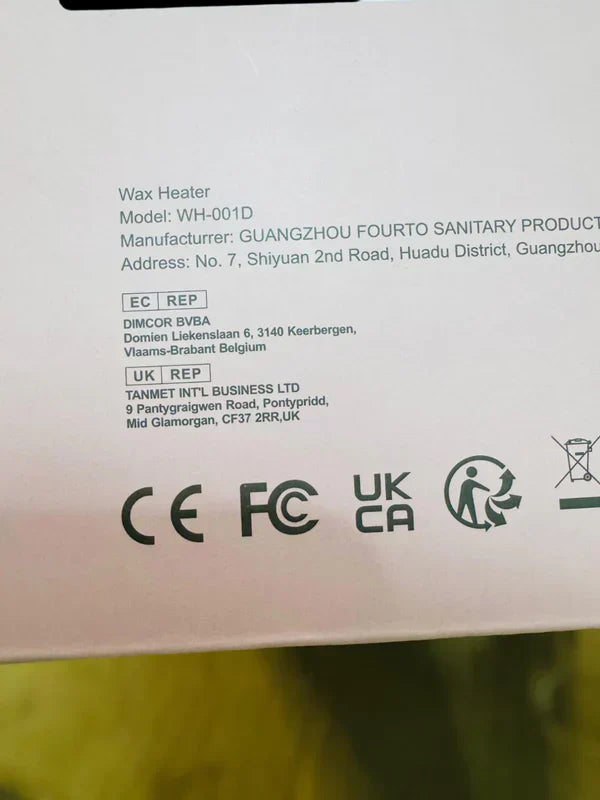 Wax Heater
Model: WH-001D
Manufacturrer: GUANGZHOU FOURTO SANITARY PRODUCT
Address: No. 7, Shiyuan 2nd Road, Huadu District, Guangzhou
EC REP
DIMCOR BVBA
Domien Liekenslaan 6, 3140 Keerbergen,
Vlaams-Brabant Belgium
UK REP
TANMET INT'L BUSINESS LTD
9 Pantygraigwen Road, Pontypridd,
Mid Glamorgan, CF37 2RR,UK
CE FC UK
CA